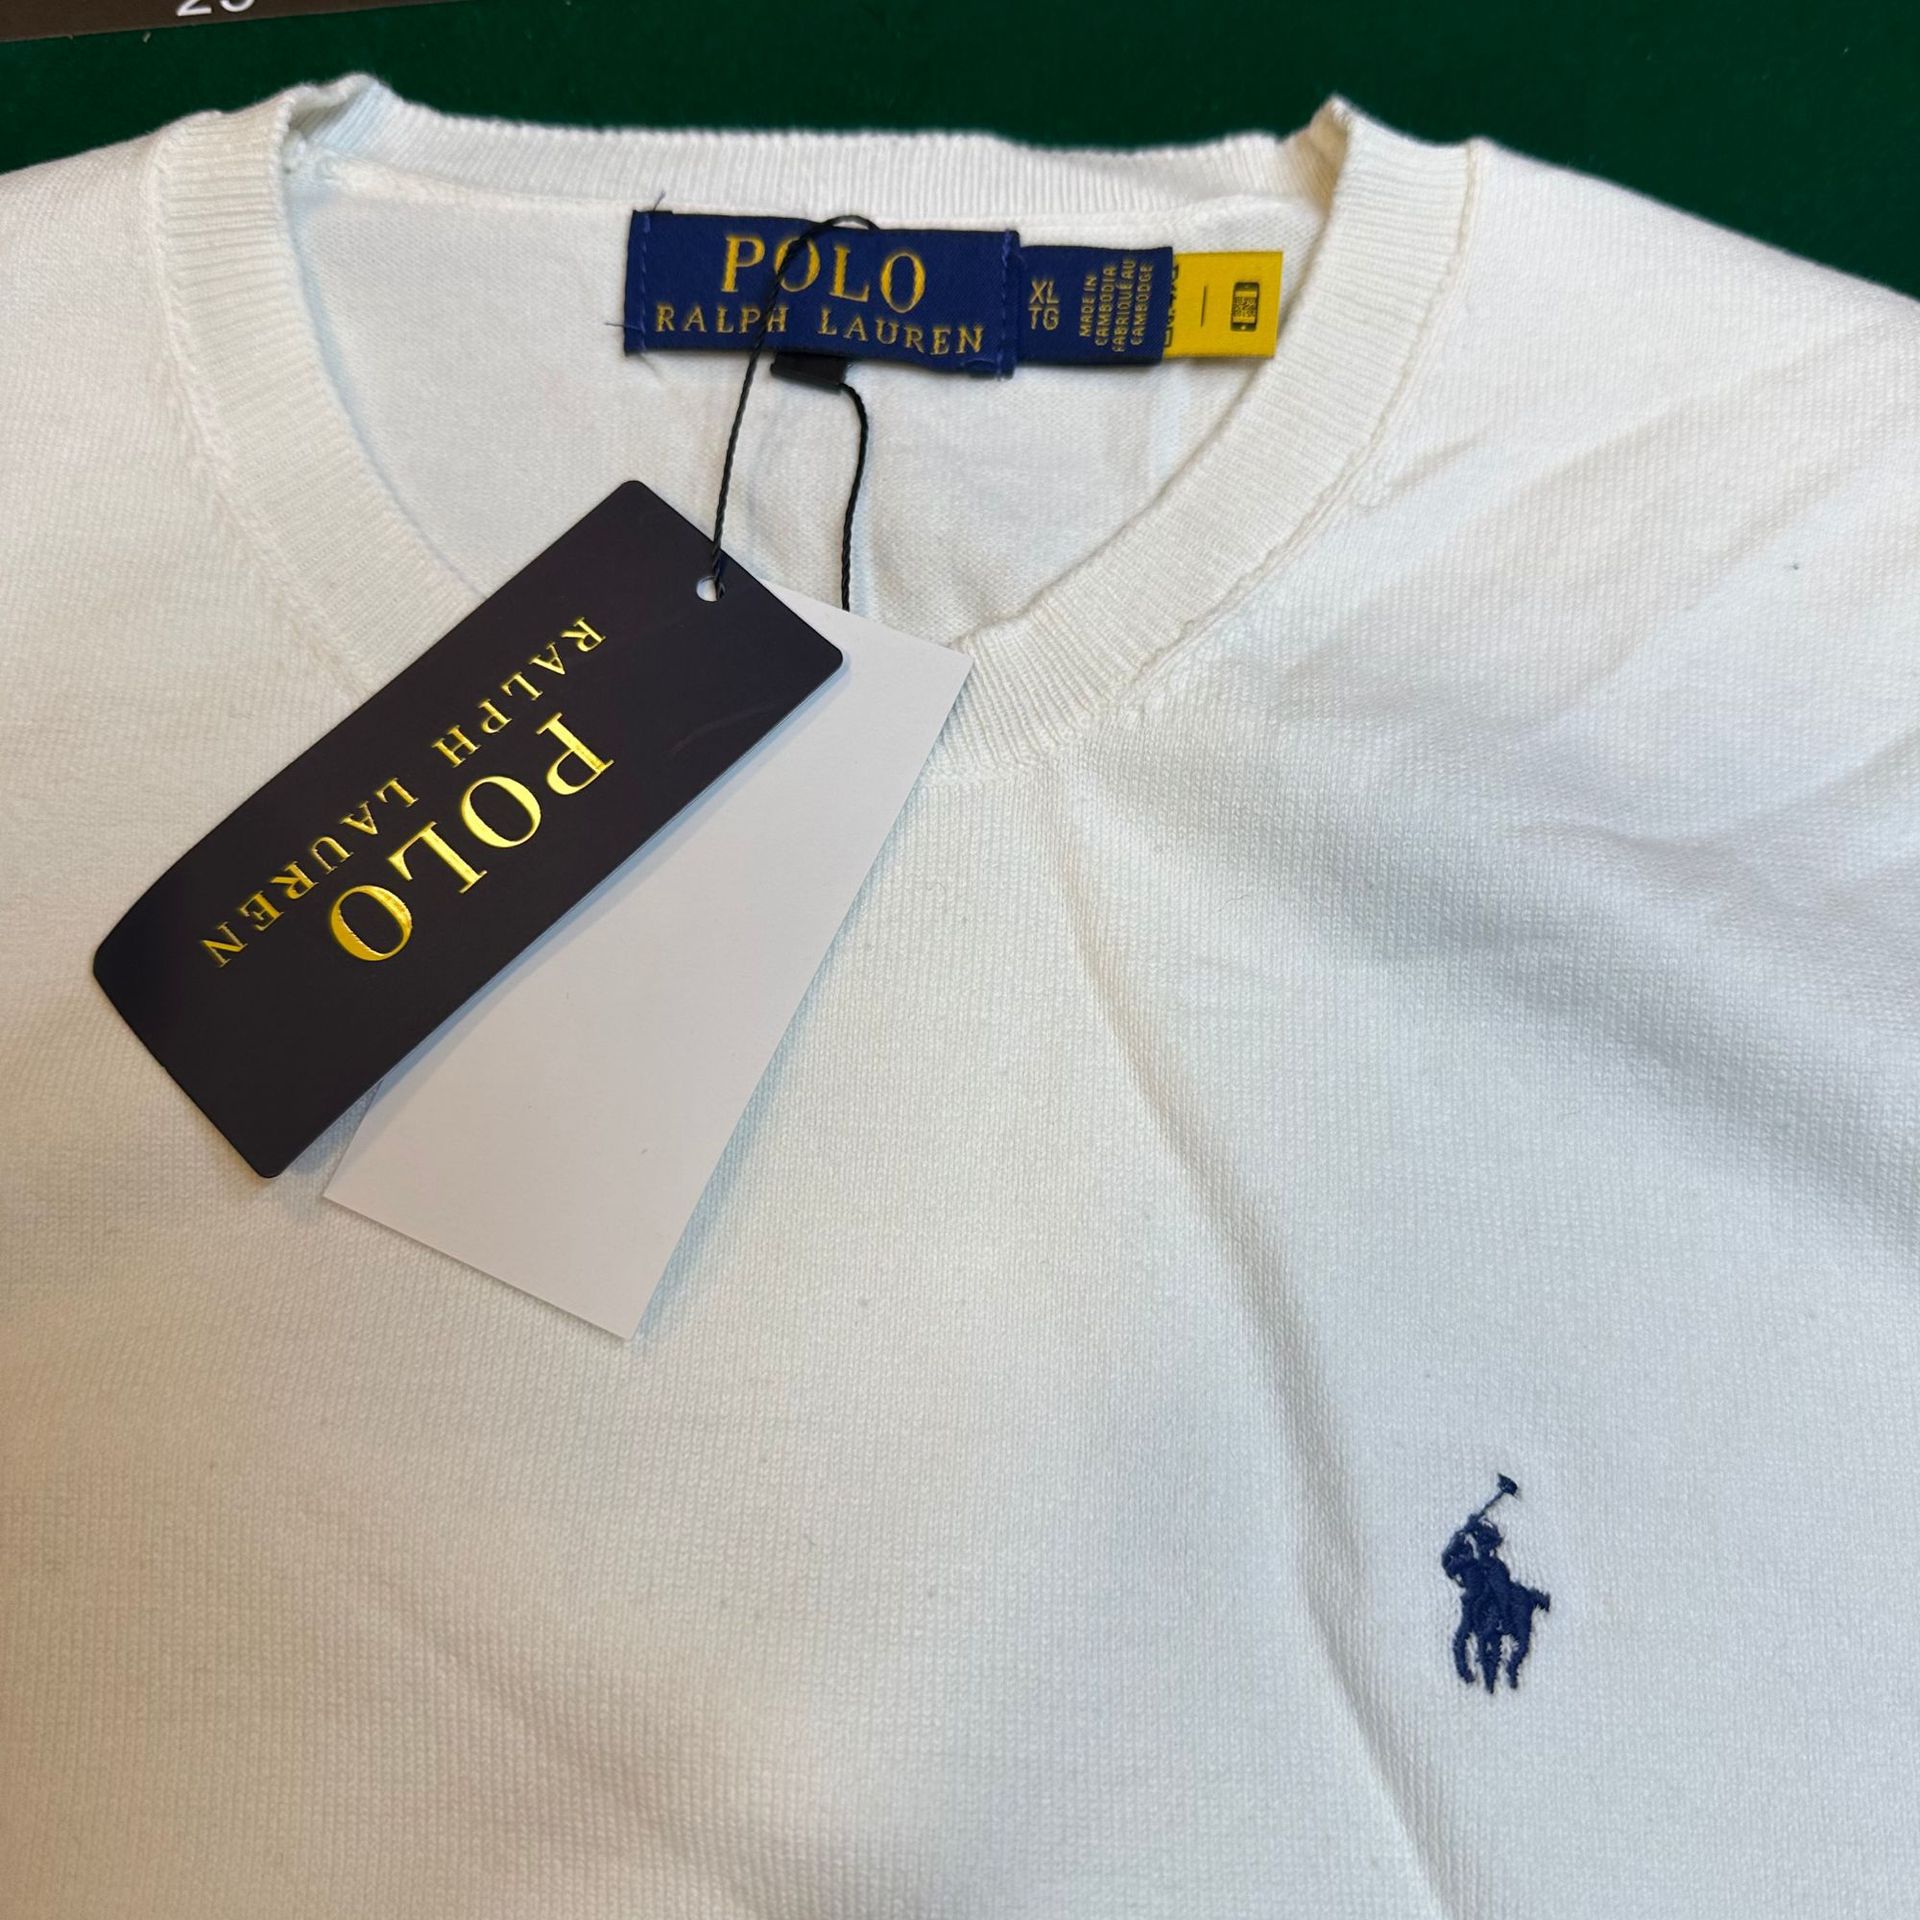 POLO
RALPH LAUREN
XL
TG
MADE IN
CAMBODIA
FABRIQUÉ AU
CAMBODGE
POLO
RALPH LAUREN